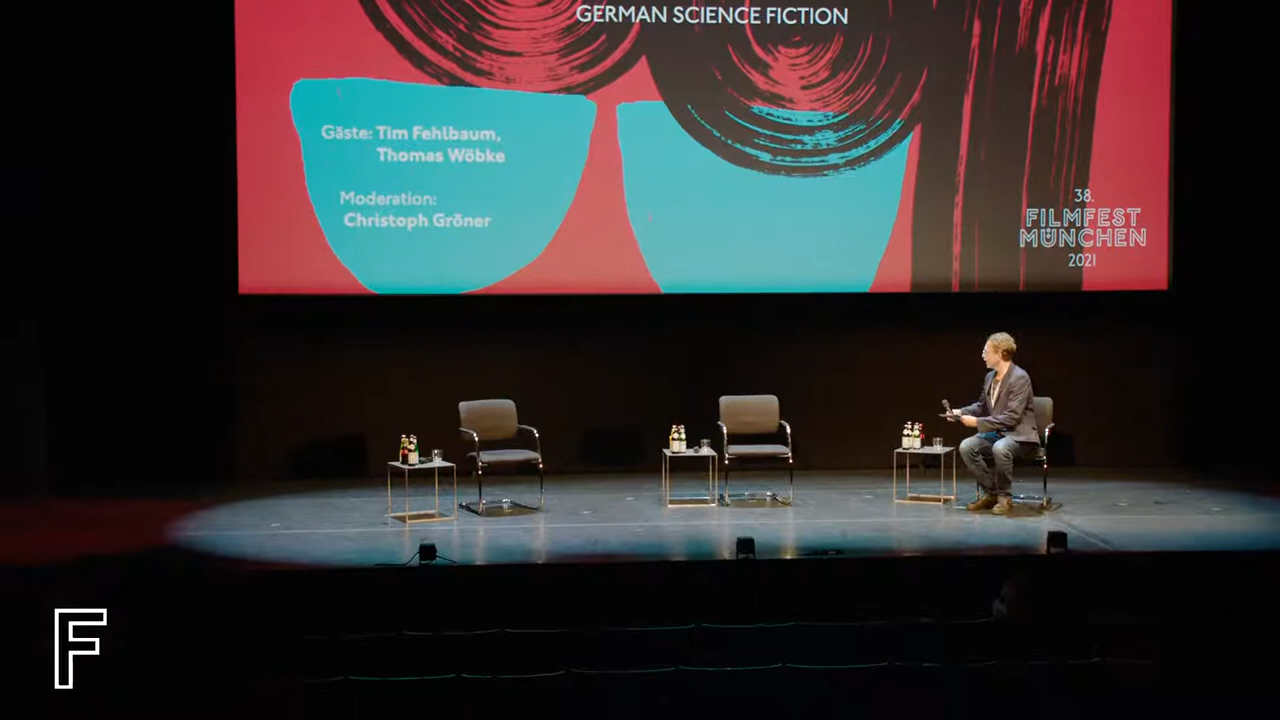 GERMAN SCIENCE FICTION
Gäste: Tim Fehlbaum,
Thomas Wöbke
Moderation:
Christoph Gröner
38.
FILMFEST
MÜNCHEN
2021
F